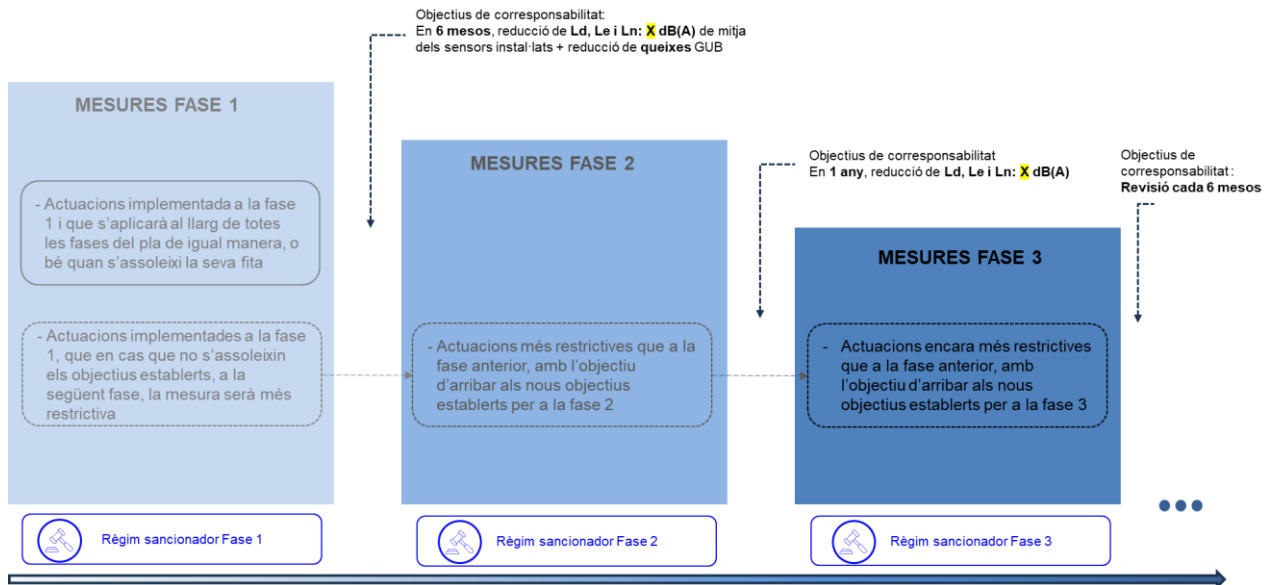 Objectius de corresponsabilitat:
En 6 mesos, reducció de Ld, Le i Ln: X dB(A) de mitja
dels sensors instal·lats + reducció de queixes GUB
MESURES FASE 1
- Actuacions implementada a la fase
1 i que s'aplicarà al llarg de totes
les fases del pla de igual manera, o
bé quan s'assoleixi la seva fita
- Actuacions implementades a la fase
1, que en cas que no s'assoleixin
els objectius establerts, a la
següent fase, la mesura serà més
restrictiva
MESURES FASE 2
- Actuacions més restrictives que a la
fase anterior, amb l'objectiu
d'arribar als nous objectius
establerts per a la fase 2
Objectius de corresponsabilitat
En 1 any, reducció de Ld, Le i Ln: X dB(A)
MESURES FASE 3
- Actuacions encara més restrictives
que a la fase anterior, amb
l'objectiu d'arribar als nous
objectius establerts per a la fase 3
Objectius de
corresponsabilitat:
Revisió cada 6 mesos
Règim sancionador Fase 1
Règim sancionador Fase 2
Règim sancionador Fase 3